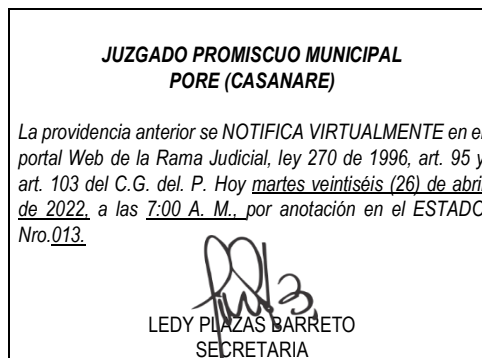 JUZGADO PROMISCUO MUNICIPAL
PORE (CASANARE)
La providencia anterior se NOTIFICA VIRTUALMENTE en el
portal Web de la Rama Judicial, ley 270 de 1996, art. 95 y
art. 103 del C.G. del. P. Hoy martes veintiséis (26) de abril
de 2022, a las 7:00 A. M., por anotación en el ESTADO
Nro.013.
LEDY PLAZAS BARRETO
SECRETARIA